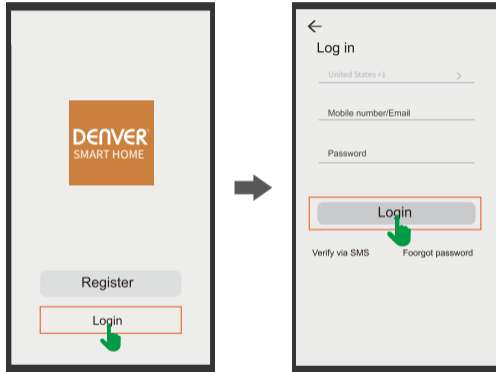 DENVER
SMART HOME
Register
Login
Log in
United States +1
Mobile number/Email
Password
Login
Verify via SMS
Foorgot password